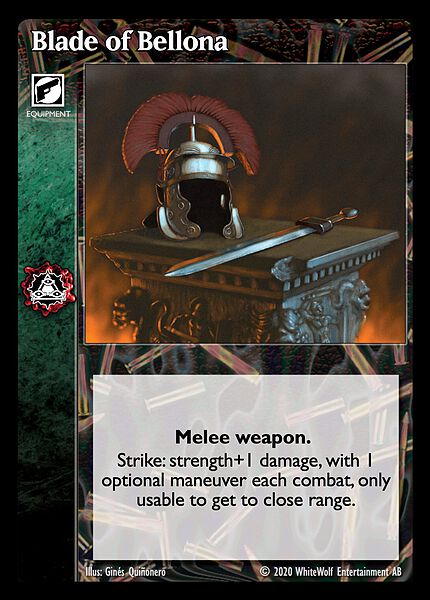 Blade of Bellona
EQUIPMENT
Melee weapon.
Strike: strength+1 damage, with 1
optional maneuver each combat, only
usable to get to close range.
Illus: Ginés Quiñonero
© 2020 WhiteWolf Entertainment AB